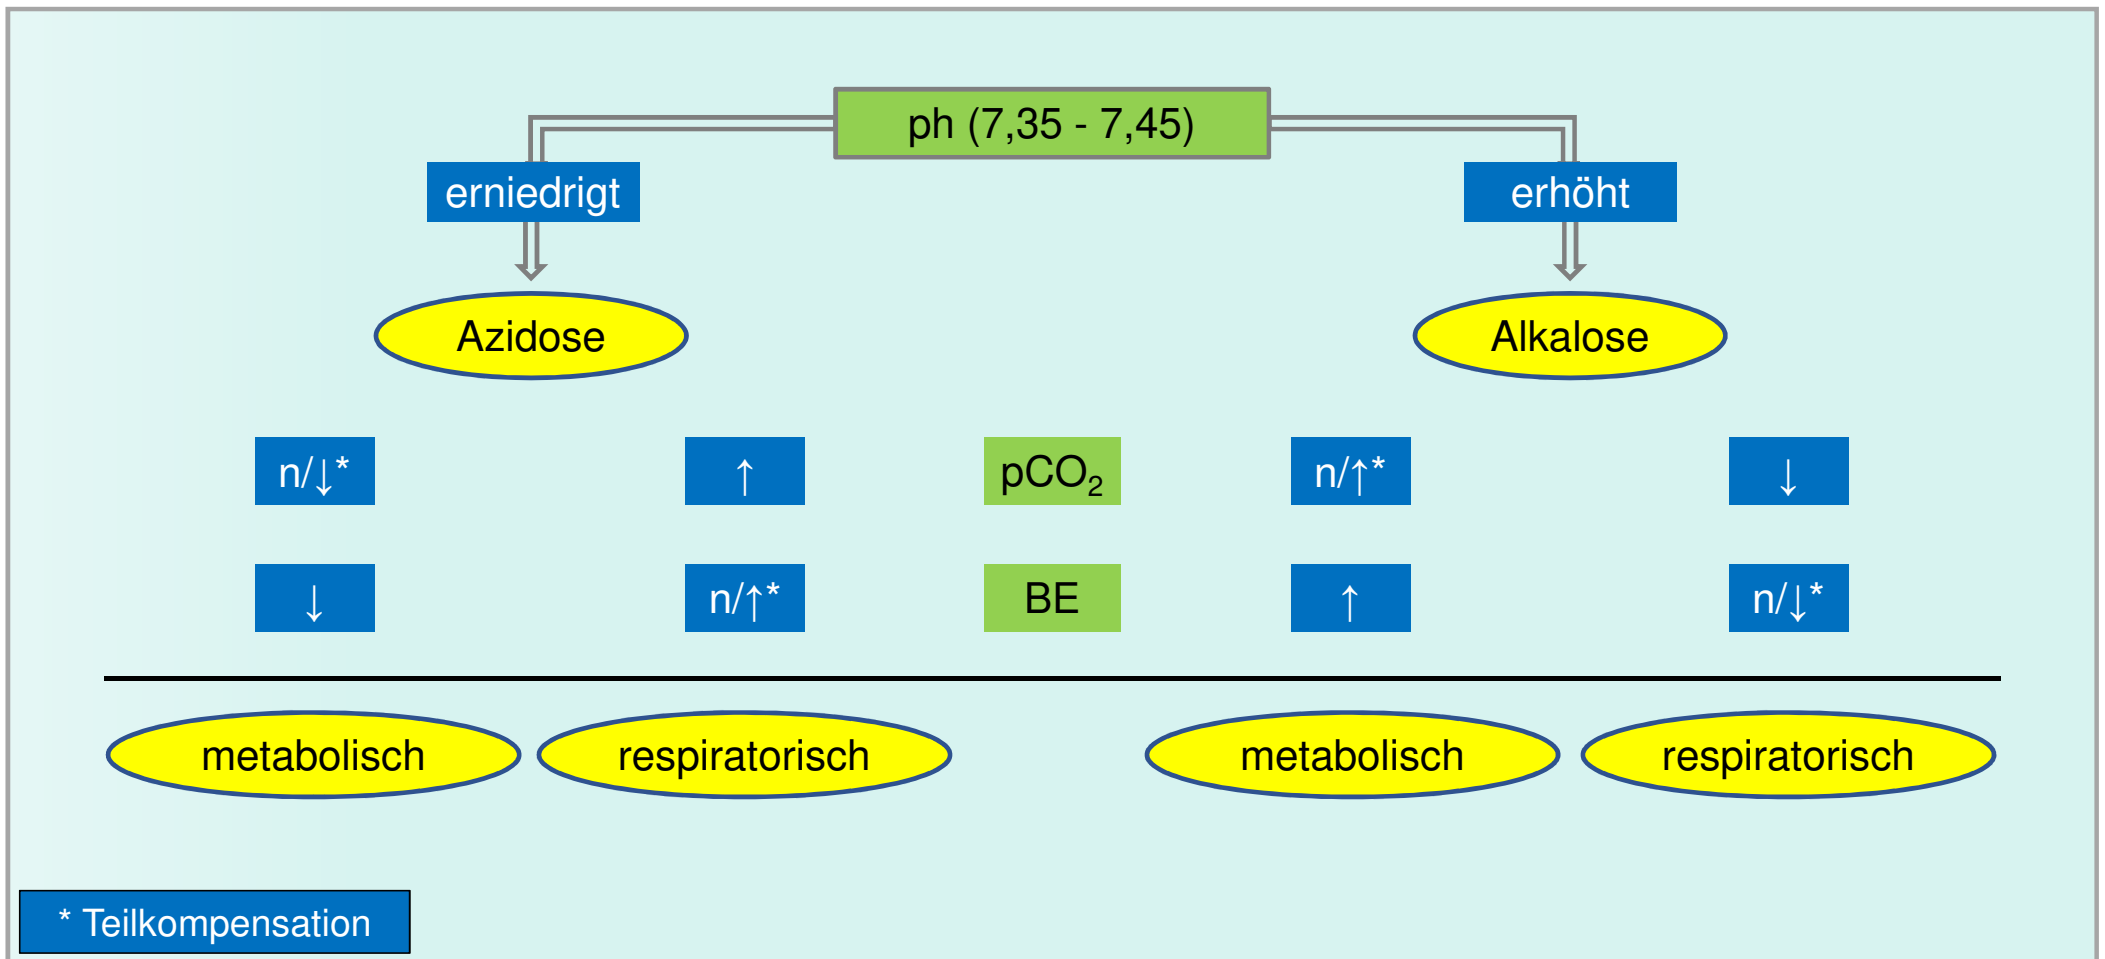 ph (7,35 - 7,45)
erniedrigt
erhöht
Azidose
Alkalose
n/↓*
↑
pCO₂
n/↑*
↓
↓
n/↑*
BE
↑
n/↓*
metabolisch
respiratorisch
metabolisch
respiratorisch
* Teilkompensation